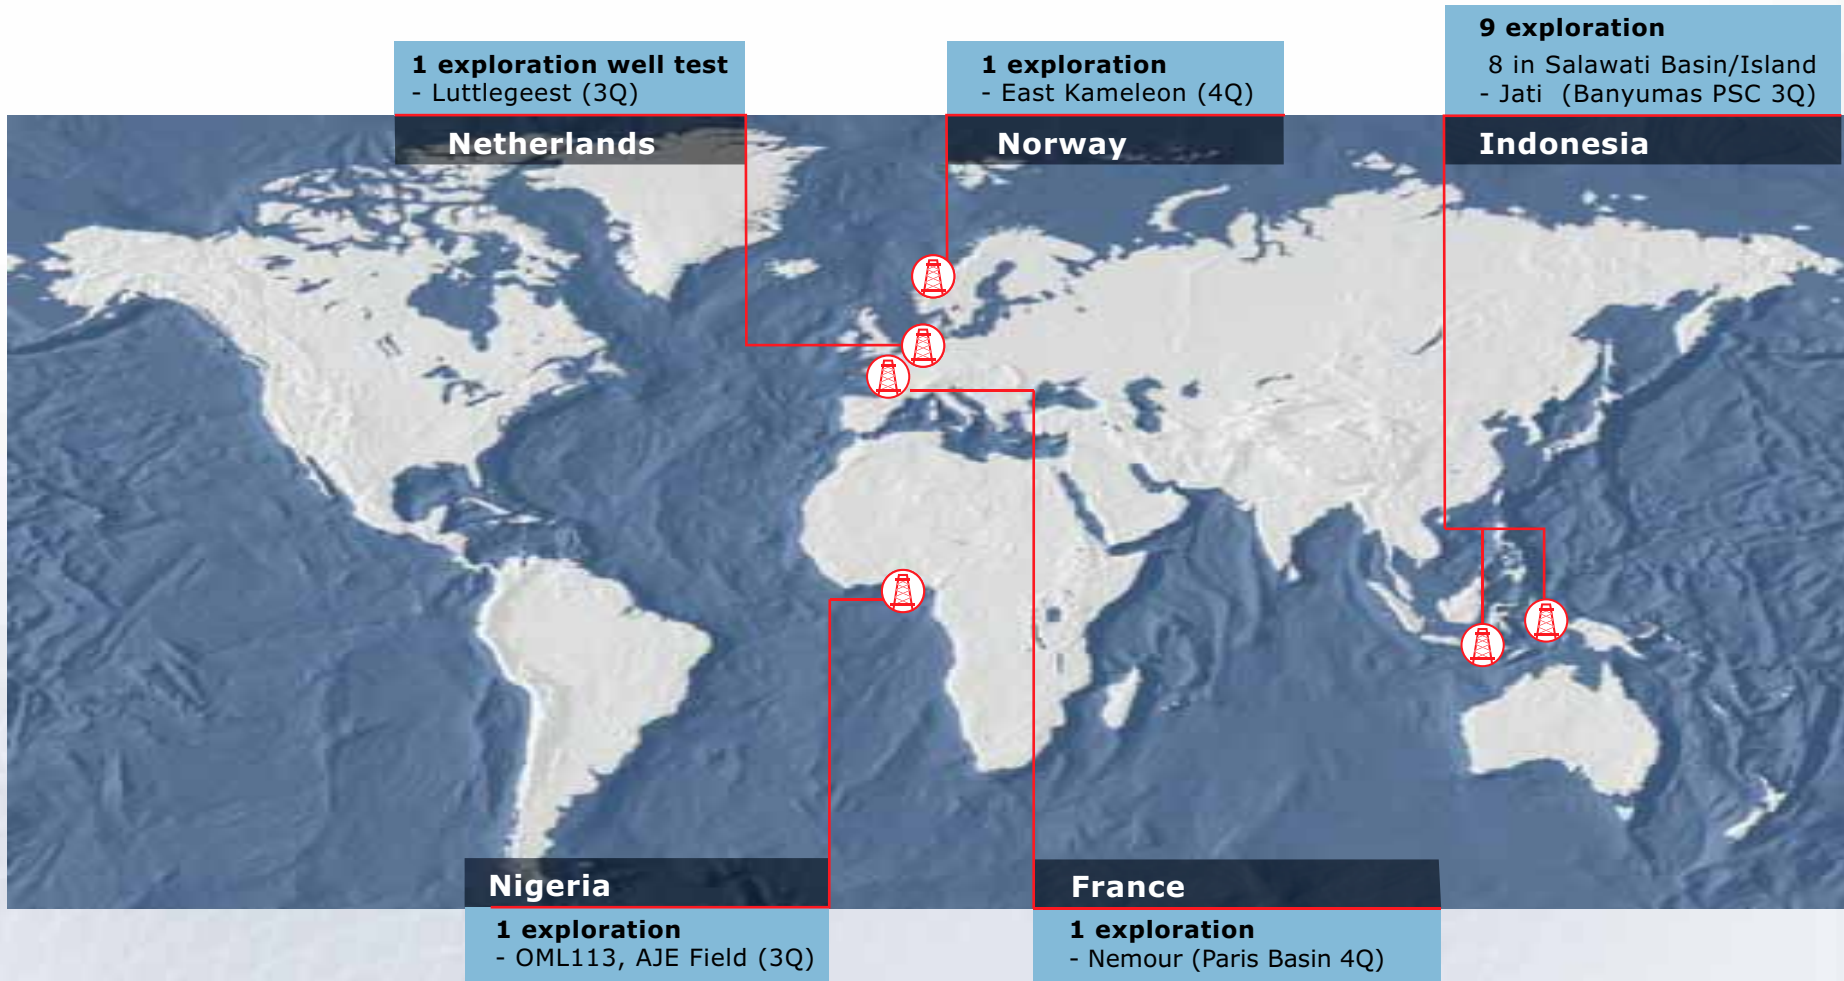 1 exploration well test
- Luttlegeest (3Q)
Netherlands
1 exploration
- East Kameleon (4Q)
Norway
9 exploration
8 in Salawati Basin/Island
- Jati (Banyumas PSC 3Q)
Indonesia
Nigeria
1 exploration
- OML113, AJE Field (3Q)
France
1 exploration
- Nemour (Paris Basin 4Q)